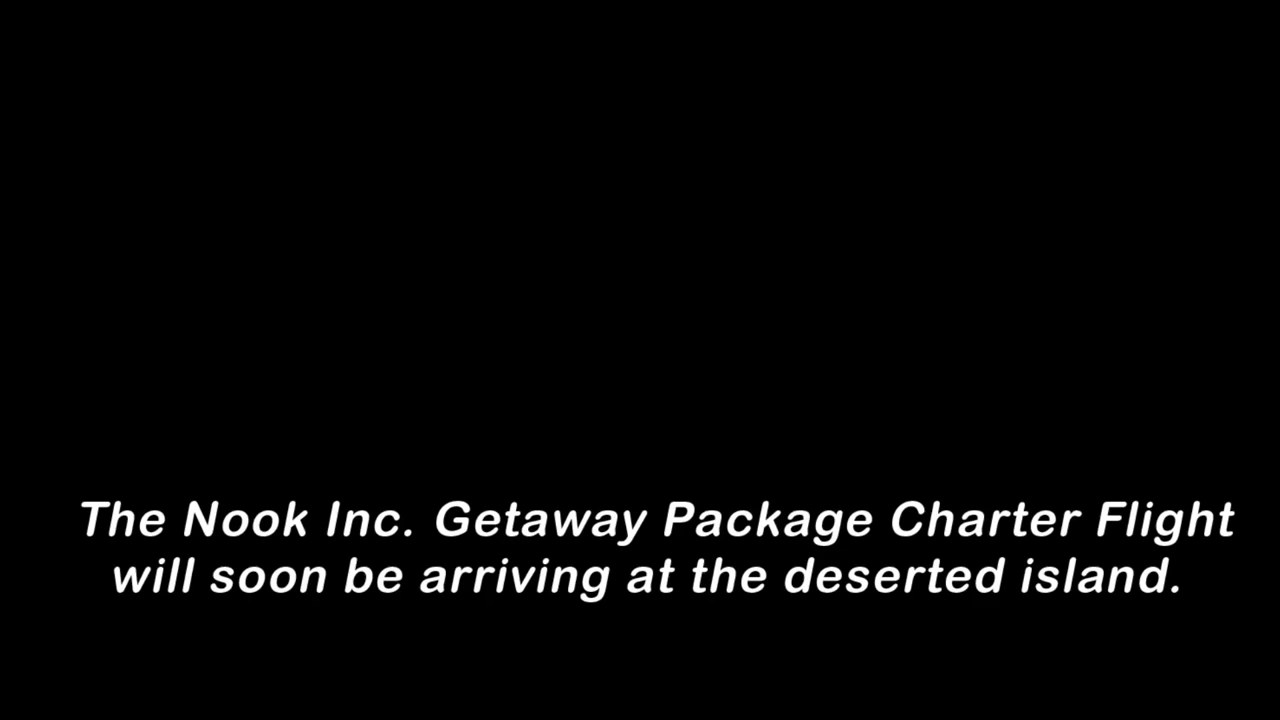 The Nook Inc. Getaway Package Charter Flight
will soon be arriving at the deserted island.